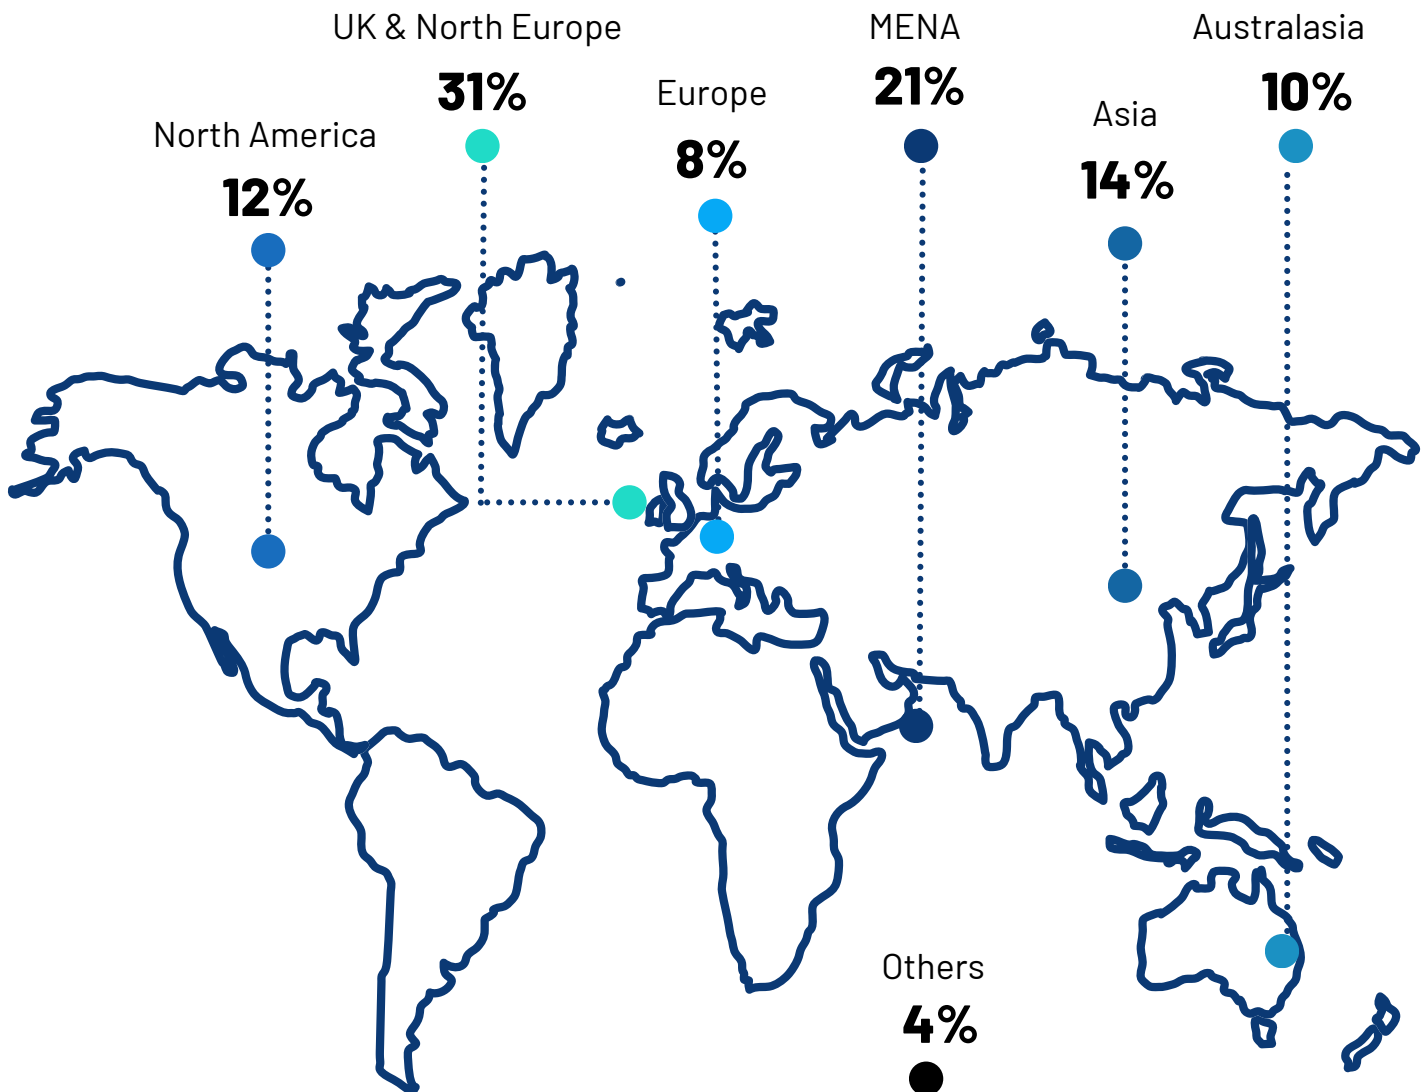 UK & North Europe
31%
MENA
21%
Australasia
10%
Europe
8%
Asia
14%
North America
12%
Others
4%